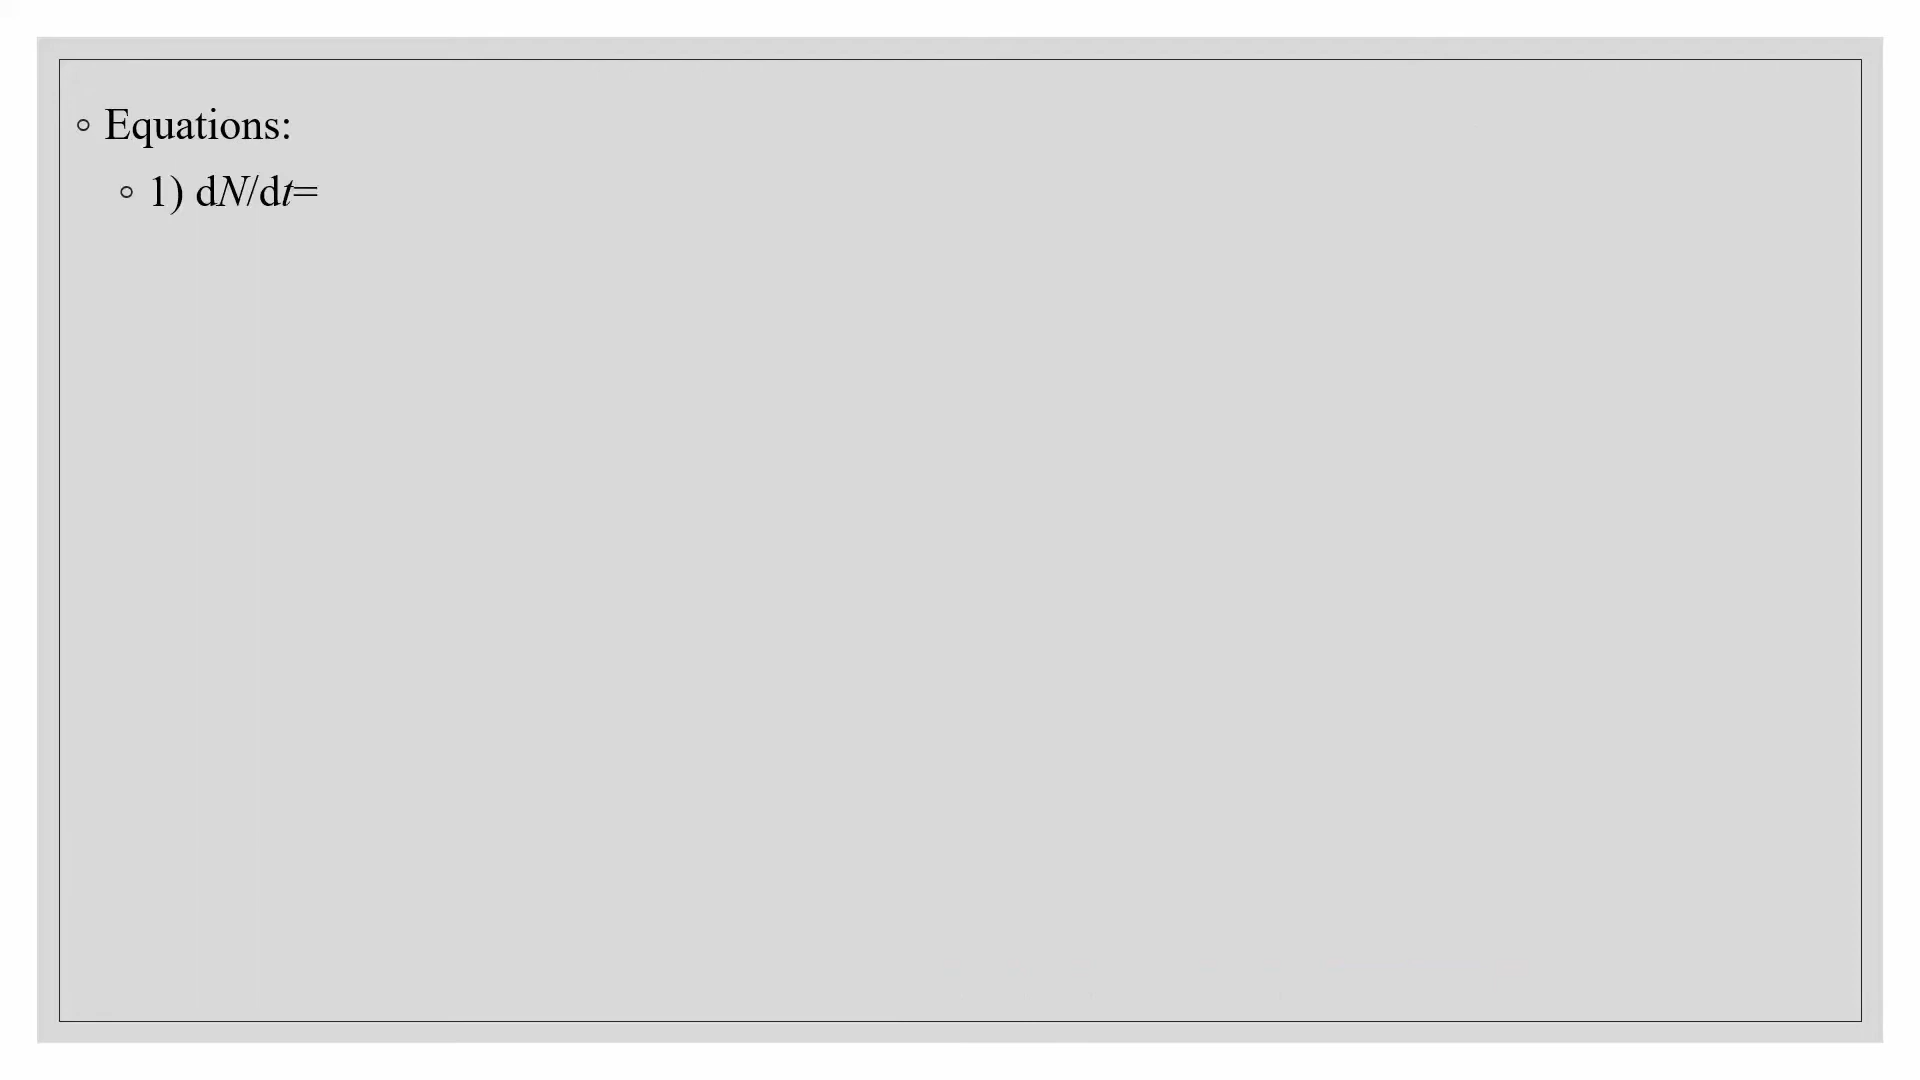 Equations:
1) dN/dt=